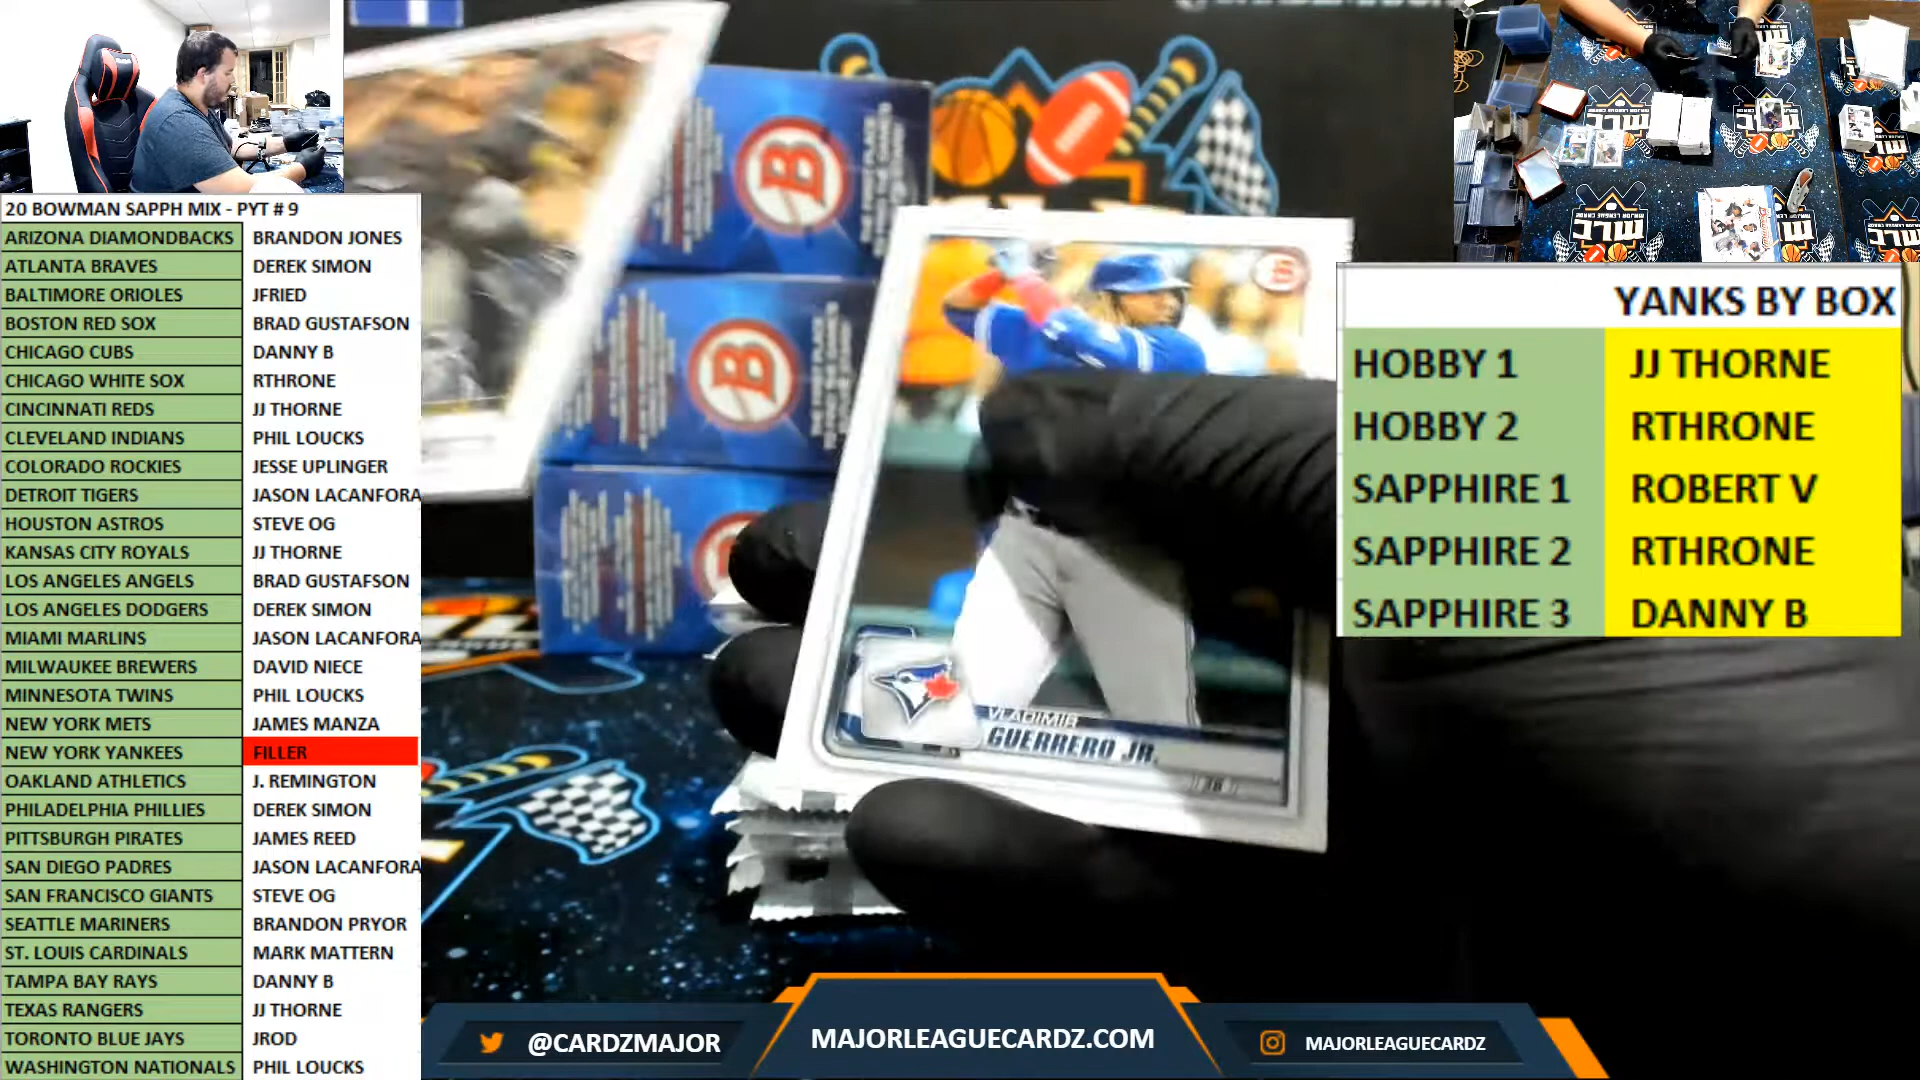 20 BOWMAN SAPPH MIX - PYT # 9
ARIZONA DIAMONDBACKS BRANDON JONES
ATLANTA BRAVES DEREK SIMON
BALTIMORE ORIOLES JFRIED
BOSTON RED SOX BRAD GUSTAFSON
CHICAGO CUBS DANNY B
CHICAGO WHITE SOX RTHRONE
CINCINNATI REDS JJ THORNE
CLEVELAND INDIANS PHIL LOUCKS
COLORADO ROCKIES JESSE UPLINGER
DETROIT TIGERS JASON LACANFORA
HOUSTON ASTROS STEVE OG
KANSAS CITY ROYALS JJ THORNE
LOS ANGELES ANGELS BRAD GUSTAFSON
LOS ANGELES DODGERS DEREK SIMON
MIAMI MARLINS JASON LACANFORA
MILWAUKEE BREWERS DAVID NIECE
MINNESOTA TWINS PHIL LOUCKS
NEW YORK METS JAMES MANZA
NEW YORK YANKEES FILLER
OAKLAND ATHLETICS J. REMINGTON
PHILADELPHIA PHILLIES DEREK SIMON
PITTSBURGH PIRATES JAMES REED
SAN DIEGO PADRES JASON LACANFORA
SAN FRANCISCO GIANTS STEVE OG
SEATTLE MARINERS BRANDON PRYOR
ST. LOUIS CARDINALS MARK MATTERN
TAMPA BAY RAYS DANNY B
TEXAS RANGERS JJ THORNE
TORONTO BLUE JAYS JROD
WASHINGTON NATIONALS PHIL LOUCKS
B
B
B
VLADIMIR
GUERRERO JR.
YANKS BY BOX
HOBBY 1 JJ THORNE
HOBBY 2 RTHRONE
SAPPHIRE 1 ROBERT V
SAPPHIRE 2 RTHRONE
SAPPHIRE 3 DANNY B
@CARDZMAJOR
MAJORLEAGUECARDZ.COM
MAJORLEAGUECARDZ